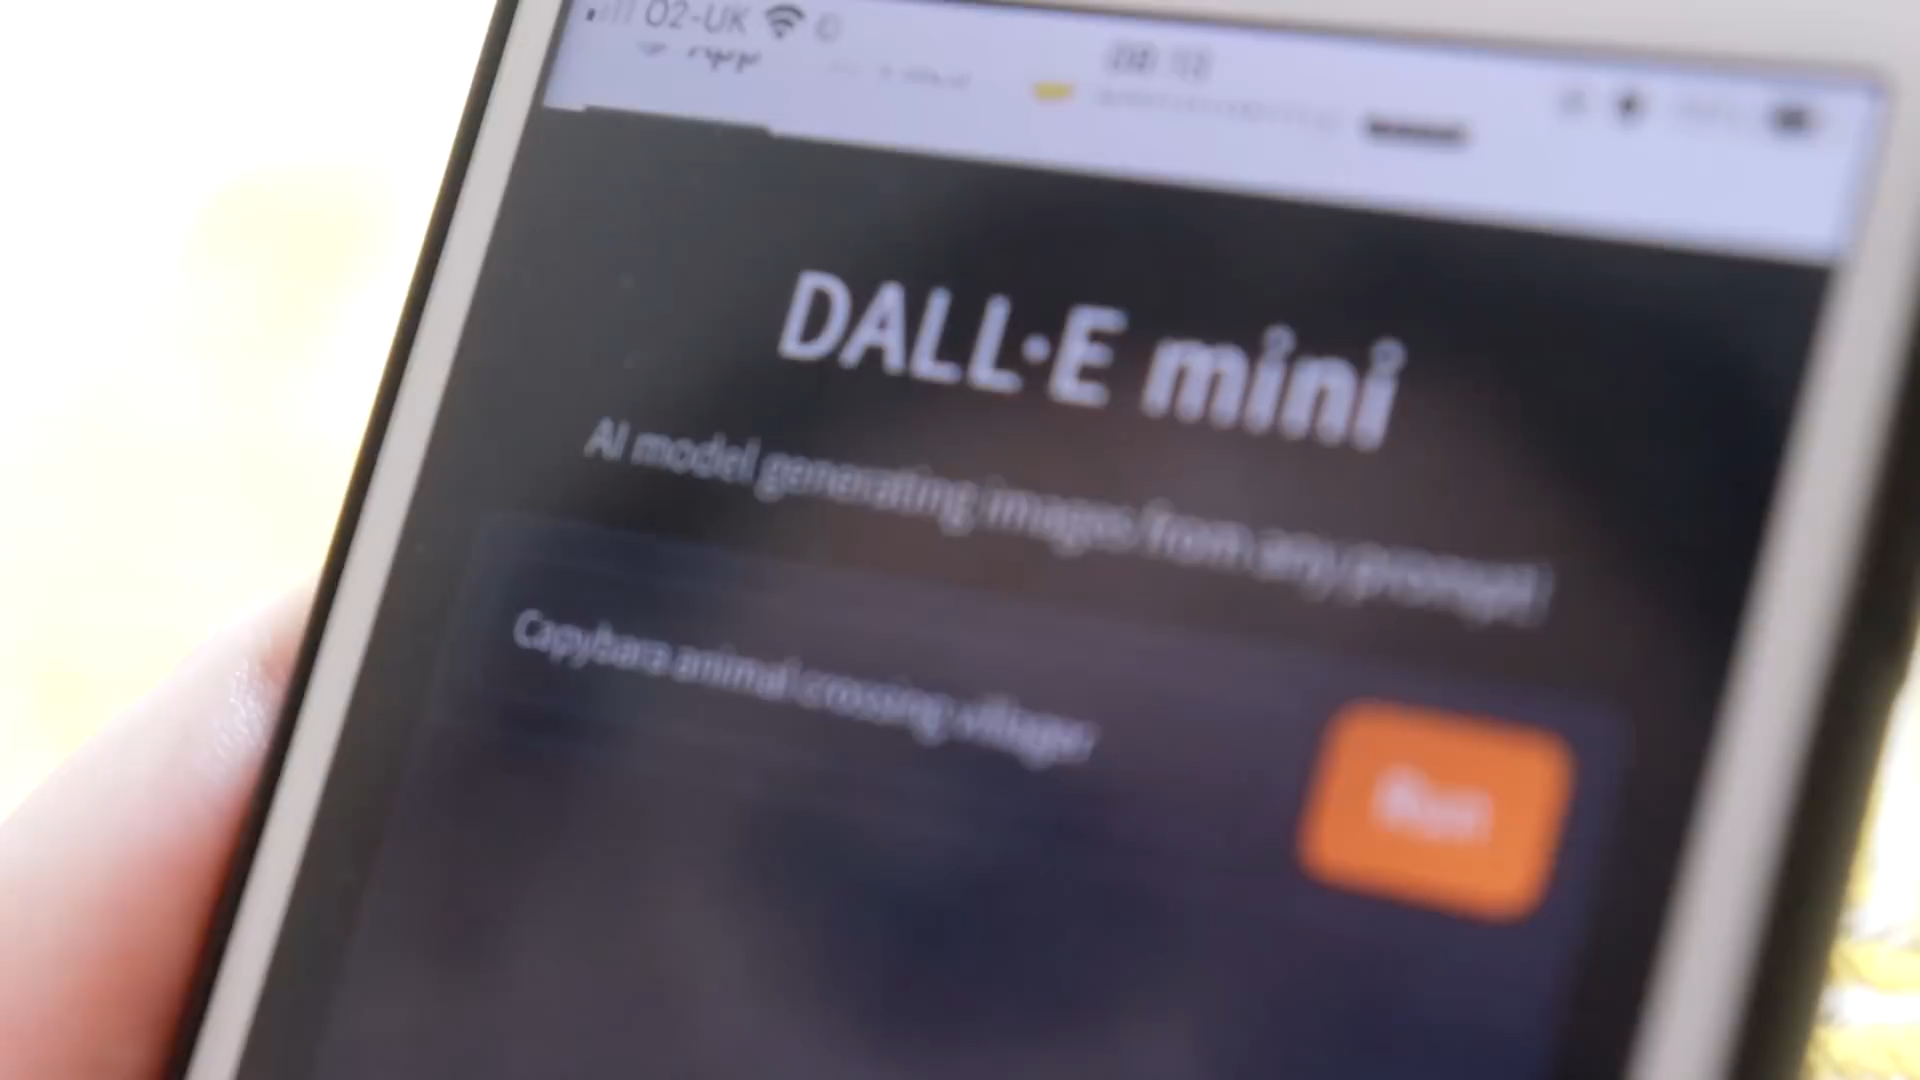 O2-UK
DALL·E mini
AI model generating images from any prompt!
Capybara animal crossing villager
Run